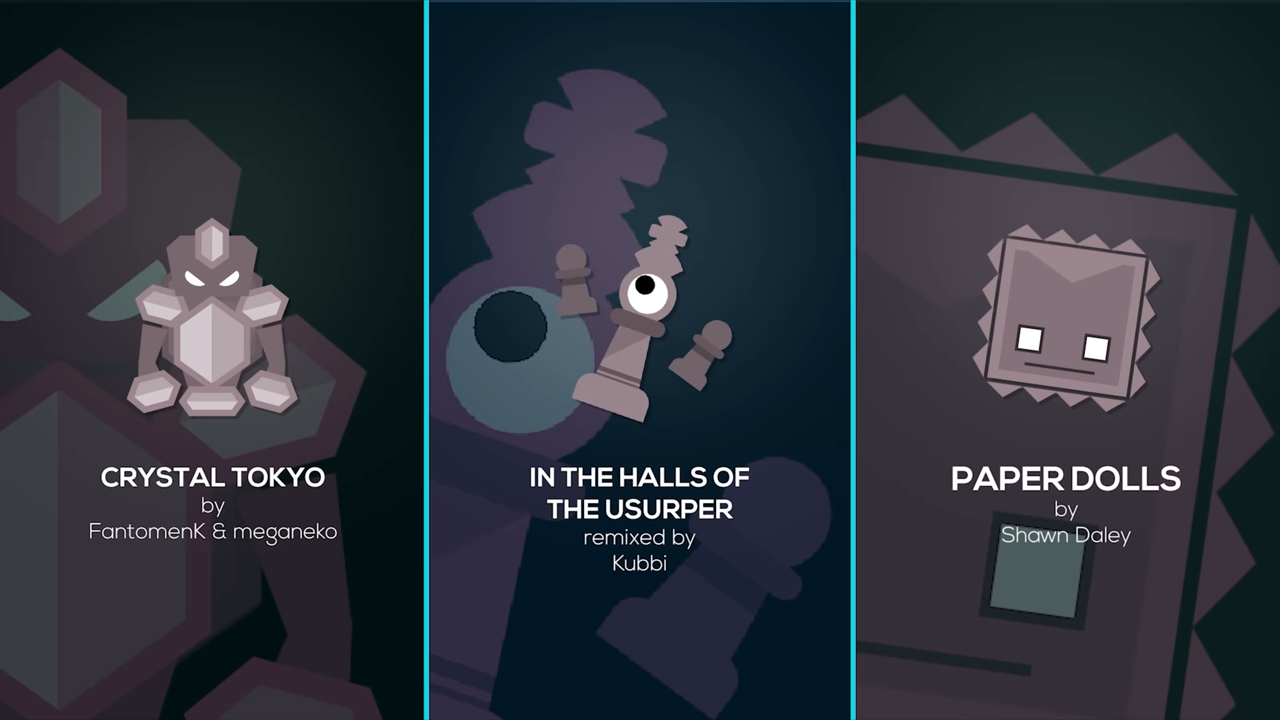 CRYSTAL TOKYO
by
FantomenK & meganeko
IN THE HALLS OF
THE USURPER
remixed by
Kubbi
PAPER DOLLS
by
Shawn Daley